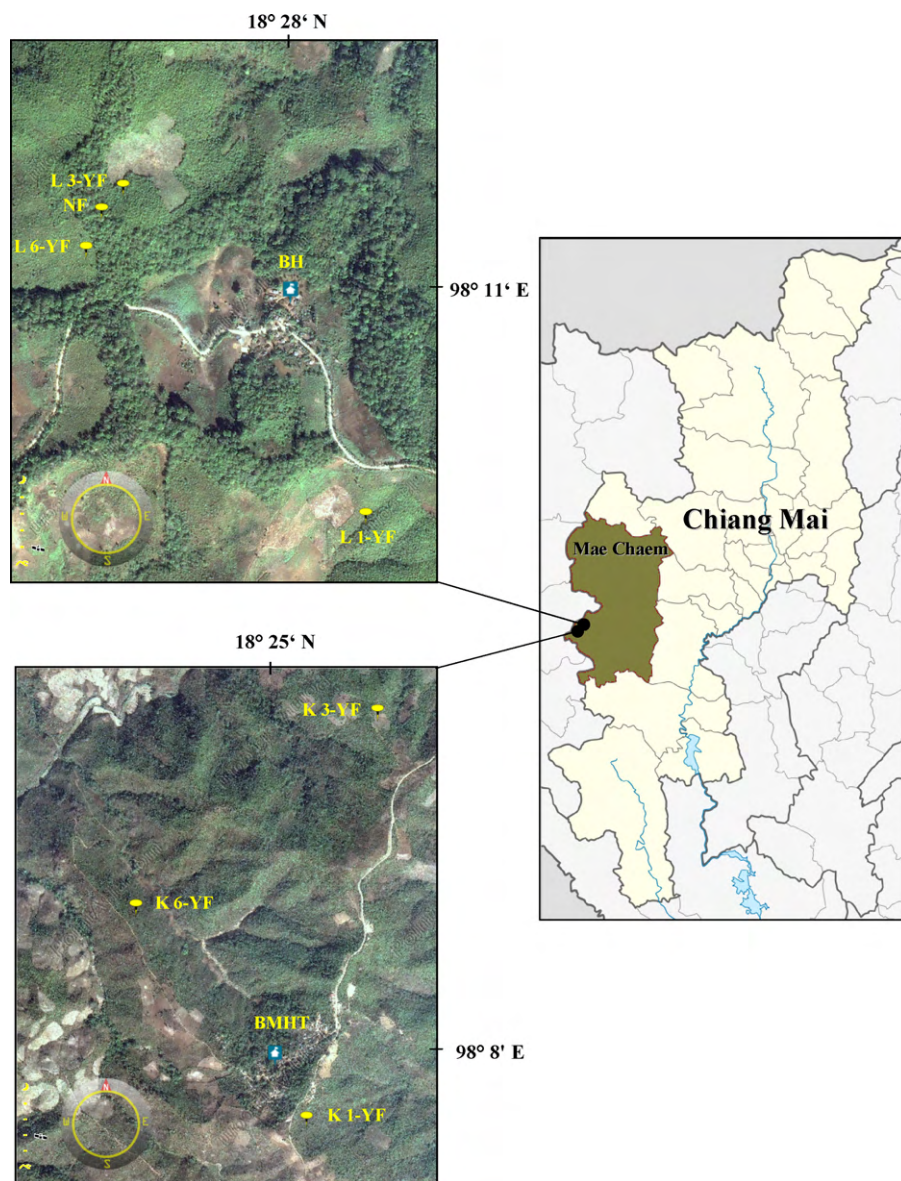 18° 28‘ N
L 3-YF
NF
L 6-YF
BH
98° 11‘ E
N
W
E
S
L 1-YF
18° 25‘ N
K 3-YF
K 6-YF
BMHT
98° 8' E
N
W
E
S
K 1-YF
Chiang Mai
Mae Chaem